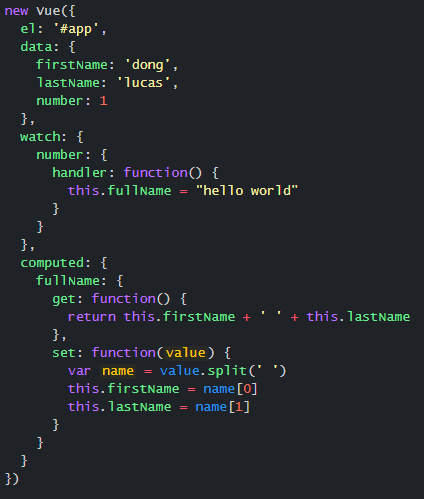 new Vue({
  el: '#app',
  data: {
    firstName: 'dong',
    lastName: 'lucas',
    number: 1
  },
  watch: {
    number: {
      handler: function() {
        this.fullName = "hello world"
      }
    }
  },
  computed: {
    fullName: {
      get: function() {
        return this.firstName + ' ' + this.lastName
      },
      set: function(value) {
        var name = value.split(' ')
        this.firstName = name[0]
        this.lastName = name[1]
      }
    }
  }
})